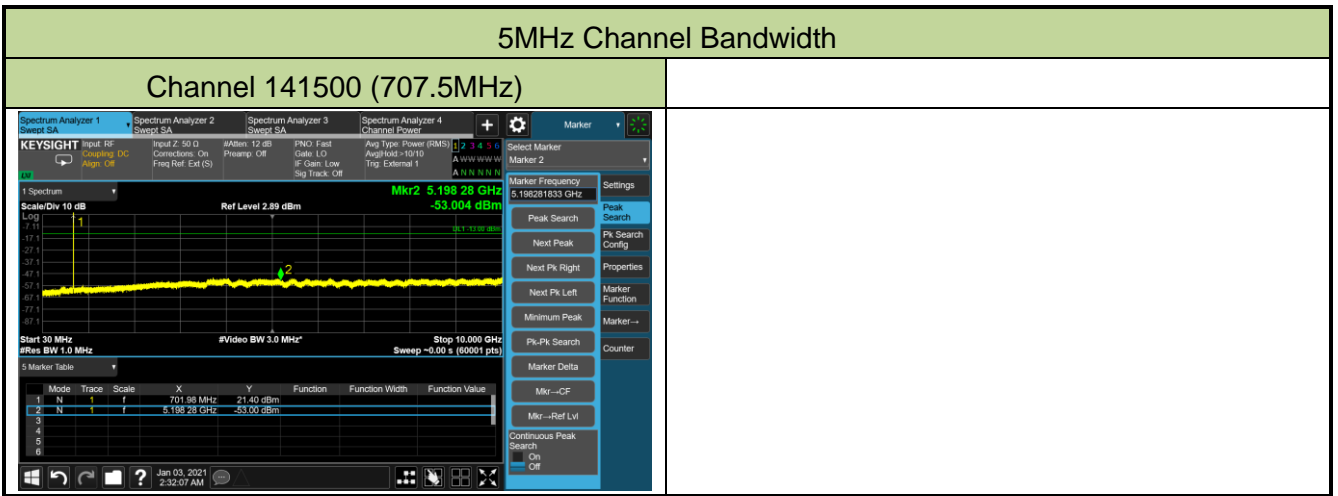 5MHz Channel Bandwidth
Channel 141500 (707.5MHz)
Spectrum Analyzer 1 Swept SA
Spectrum Analyzer 2 Swept SA
Spectrum Analyzer 3 Swept SA
Spectrum Analyzer 4 Channel Power
+
Marker
KEYSIGHT
Input: RF
Coupling: DC
Align: Off
Input Z: 50 Ω
Corrections: On
Freq Ref: Ext (S)
#Atten: 12 dB
Preamp: Off
PNO: Fast
Gate: LO
IF Gain: Low
Sig Track: Off
Avg Type: Power (RMS)
Avg|Hold:>10/10
Trig: External 1
1 2 3 4 5 6
A W W W W W
A N N N N N
Select Marker
Marker 2
1 Spectrum
Scale/Div 10 dB
Ref Level 2.89 dBm
Mkr2 5.198 28 GHz
-53.004 dBm
Log
-7.11
-17.1
-27.1
-37.1
-47.1
-57.1
-67.1
-77.1
-87.1
1
2
DL1 -13.00 dBm
Start 30 MHz
#Res BW 1.0 MHz
#Video BW 3.0 MHz*
Stop 10.000 GHz
Sweep ~0.00 s (60001 pts)
5 Marker Table
Mode Trace Scale X Y Function Function Width Function Value
1 N 1 f 701.98 MHz 21.40 dBm
2 N 1 f 5.198 28 GHz -53.00 dBm
3
4
5
6
Marker Frequency
5.198281833 GHz
Peak Search
Next Peak
Next Pk Right
Next Pk Left
Minimum Peak
Pk-Pk Search
Marker Delta
Mkr→CF
Mkr→Ref Lvl
Continuous Peak Search
On
Off
Settings
Peak Search
Pk Search Config
Properties
Marker Function
Marker→
Counter
?
Jan 03, 2021
2:32:07 AM